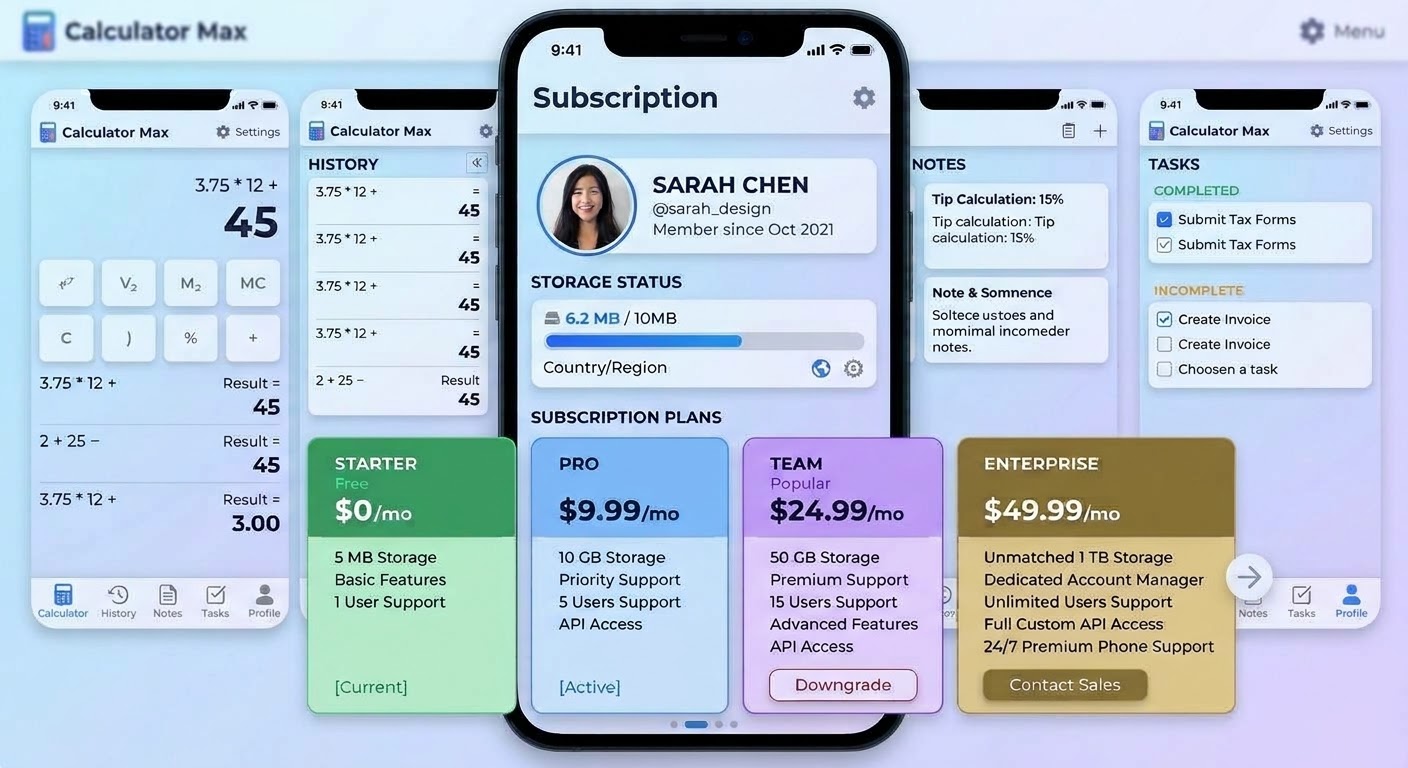 Calculator Max
Menu
9:41
Calculator Max
Settings
3.75 * 12 +
45
V₂
M₂
MC
C
)
%
+
3.75 * 12 +
Result =
45
2 + 25 −
Result =
45
3.75 * 12 +
Result =
3.00
Calculator
History
Notes
Tasks
Profile
9:41
Calculator Max
HISTORY
3.75 * 12 +
=
45
3.75 * 12 +
=
45
3.75 * 12 +
=
45
3.75 * 12 +
=
45
2 + 25 −
Result
45
9:41
Subscription
SARAH CHEN
@sarah_design
Member since Oct 2021
STORAGE STATUS
6.2 MB / 10MB
Country/Region
SUBSCRIPTION PLANS
STARTER
Free
$0/mo
5 MB Storage
Basic Features
1 User Support
[Current]
PRO
$9.99/mo
10 GB Storage
Priority Support
5 Users Support
API Access
[Active]
TEAM
Popular
$24.99/mo
50 GB Storage
Premium Support
15 Users Support
Advanced Features
API Access
Downgrade
ENTERPRISE
$49.99/mo
Unmatched 1 TB Storage
Dedicated Account Manager
Unlimited Users Support
Full Custom API Access
24/7 Premium Phone Support
Contact Sales
NOTES
Tip Calculation: 15%
Tip calculation: Tip
calculation: 15%
Note & Somnence
Soltece ustoes and
momimal incomeder
notes.
9:41
Calculator Max
Settings
TASKS
COMPLETED
Submit Tax Forms
Submit Tax Forms
INCOMPLETE
Create Invoice
Create Invoice
Choosen a task
Notes
Tasks
Profile